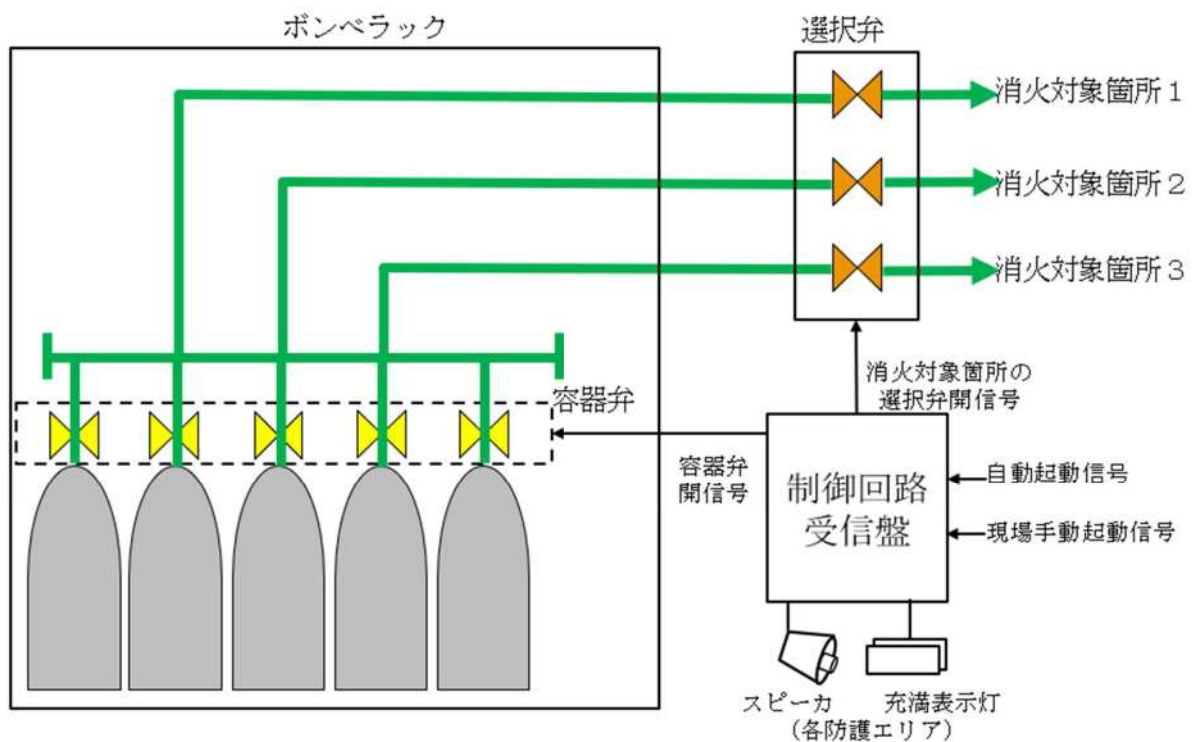 ボンベラック
選択弁
消火対象箇所1
消火対象箇所2
消火対象箇所3
容器弁
消火対象箇所の
選択弁開信号
容器弁
開信号
制御回路
受信盤
自動起動信号
現場手動起動信号
スピーカ
充満表示灯
(各防護エリア)